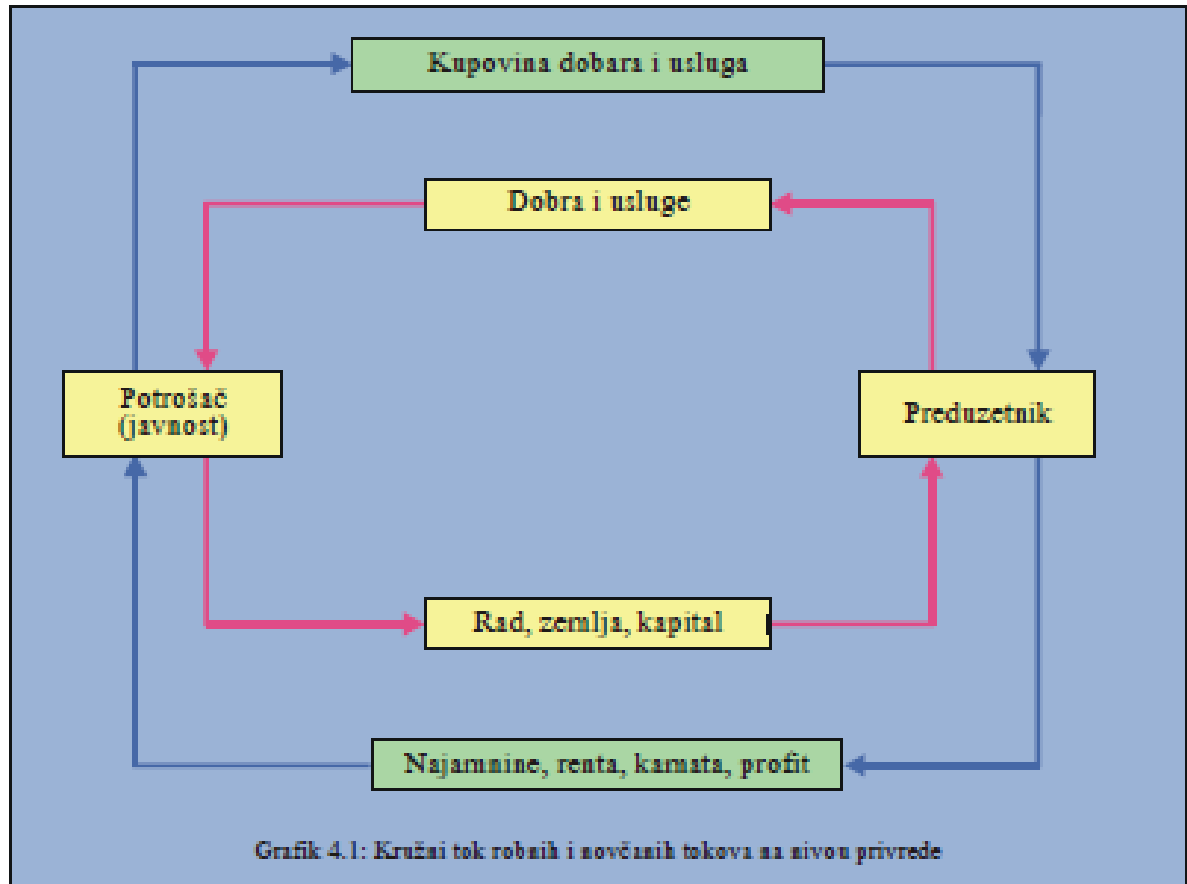 Kupovina dobara i usluga
Dobra i usluge
Potrošač
(javnost)
Preduzetnik
Rad, zemlja, kapital
Najamnine, renta, kamata, profit
Grafik 4.1: Kružni tok robnih i novčanih tokova na nivou privrede